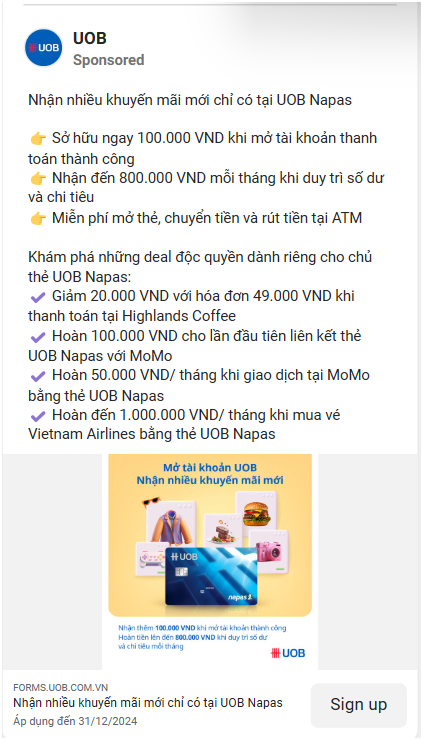 UOB
Sponsored
Nhận nhiều khuyến mãi mới chỉ có tại UOB Napas
👉 Sở hữu ngay 100.000 VND khi mở tài khoản thanh
toán thành công
👉 Nhận đến 800.000 VND mỗi tháng khi duy trì số dư
và chi tiêu
👉 Miễn phí mở thẻ, chuyển tiền và rút tiền tại ATM
Khám phá những deal độc quyền dành riêng cho chủ
thẻ UOB Napas:
✔ Giảm 20.000 VND với hóa đơn 49.000 VND khi
thanh toán tại Highlands Coffee
✔ Hoàn 100.000 VND cho lần đầu tiên liên kết thẻ
UOB Napas với MoMo
✔ Hoàn 50.000 VND/ tháng khi giao dịch tại MoMo
bằng thẻ UOB Napas
✔ Hoàn đến 1.000.000 VND/ tháng khi mua vé
Vietnam Airlines bằng thẻ UOB Napas
Mở tài khoản UOB
Nhận nhiều khuyến mãi mới
UOB
napas
Nhận thêm 100.000 VND khi mở tài khoản thành công
Hoàn tiền lên đến 800.000 VND khi duy trì số dư
và chi tiêu mỗi tháng
UOB
FORMS.UOB.COM.VN
Nhận nhiều khuyến mãi mới chỉ có tại UOB Napas
Áp dụng đến 31/12/2024
Sign up